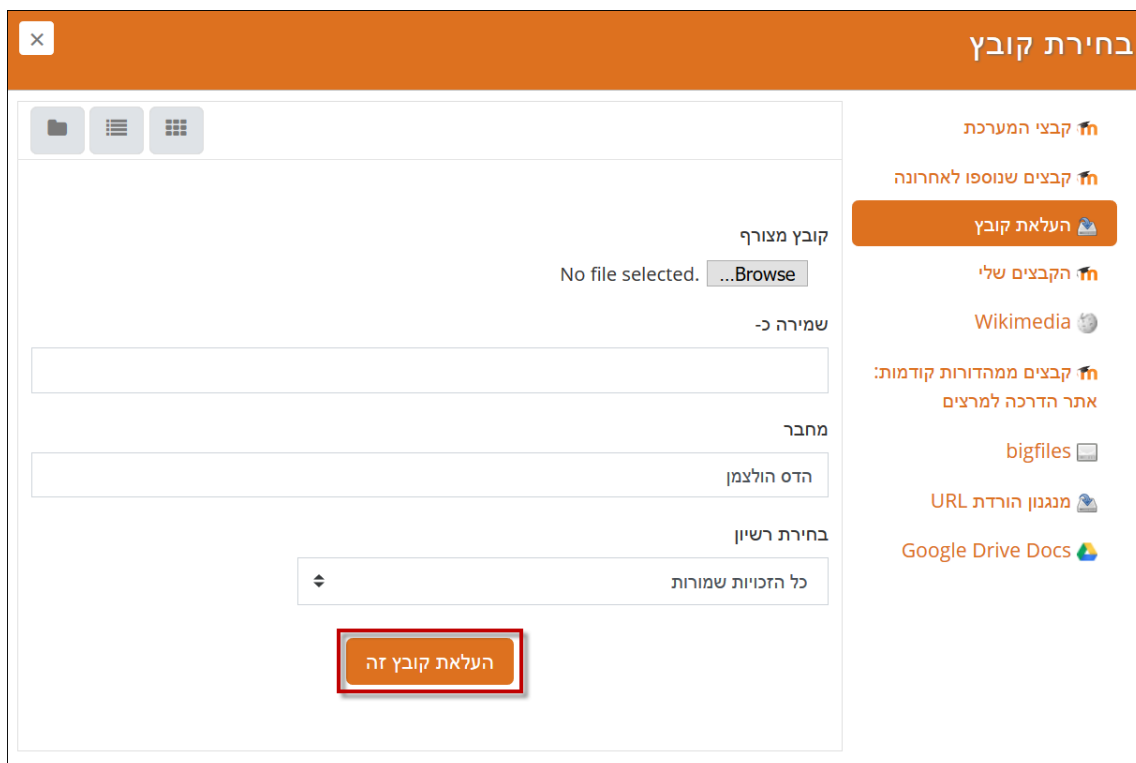 בחירת קובץ
קבצי המערכת
קבצים שנוספו לאחרונה
העלאת קובץ
הקבצים שלי
Wikimedia
קבצים ממהדורות קודמות:
אתר הדרכה למרצים
bigfiles
מנגנון הורדת URL
Google Drive Docs
קובץ מצורף
No file selected. ...Browse
שמירה כ-
מחבר
הדס הולצמן
בחירת רשיון
כל הזכויות שמורות
העלאת קובץ זה